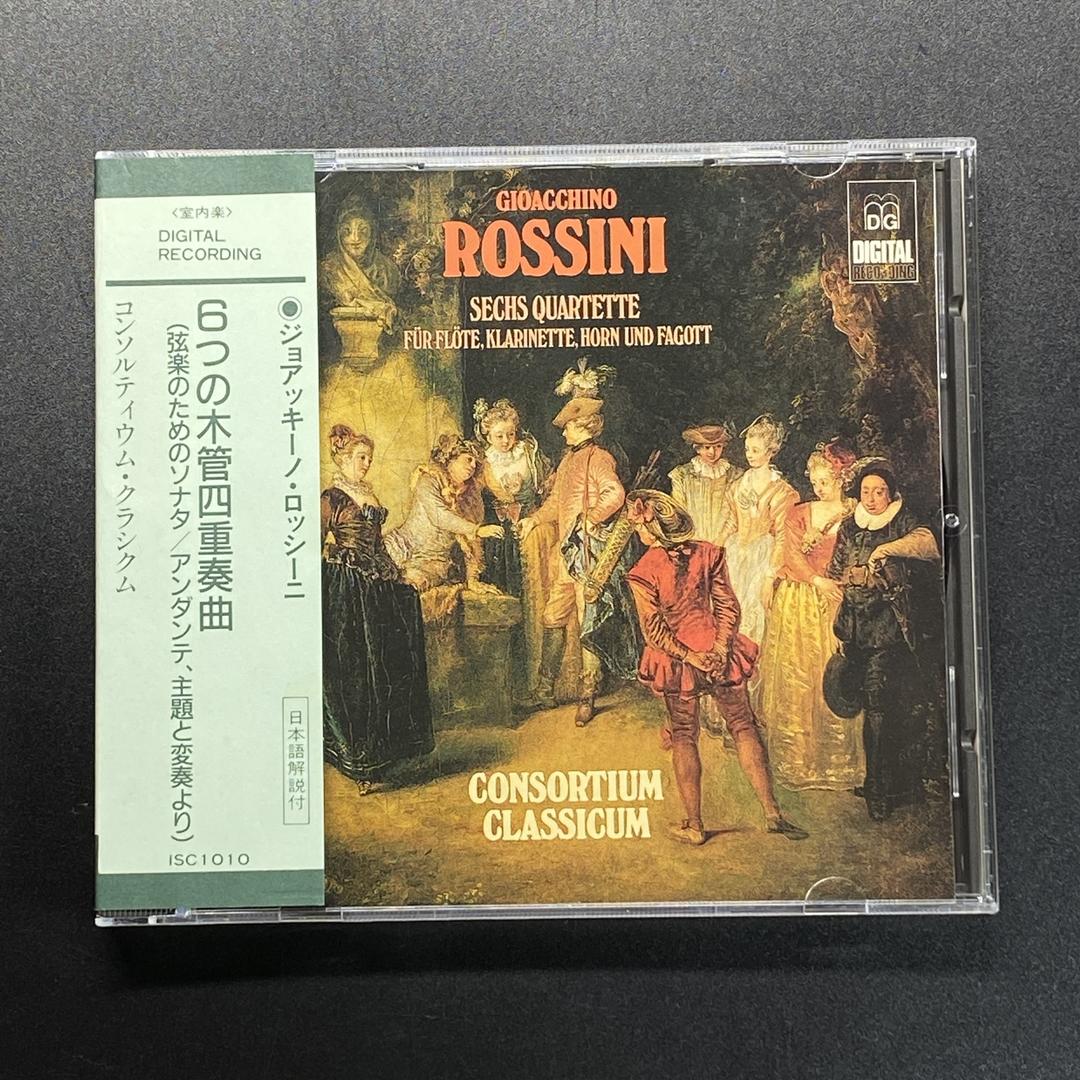 〈室内楽〉
DIGITAL
RECORDING
●ジョアッキーノ・ロッシーニ
6つの木管四重奏曲
(弦楽のためのソナタ/アンダンテ、主題と変奏より)
コンソルティウム・クラシクム
日本語解説付
ISC1010
GIOACCHINO
ROSSINI
SECHS QUARTETTE
FÜR FLÖTE, KLARINETTE, HORN UND FAGOTT
MDG
DIGITAL
RECORDING
CONSORTIUM
CLASSICUM